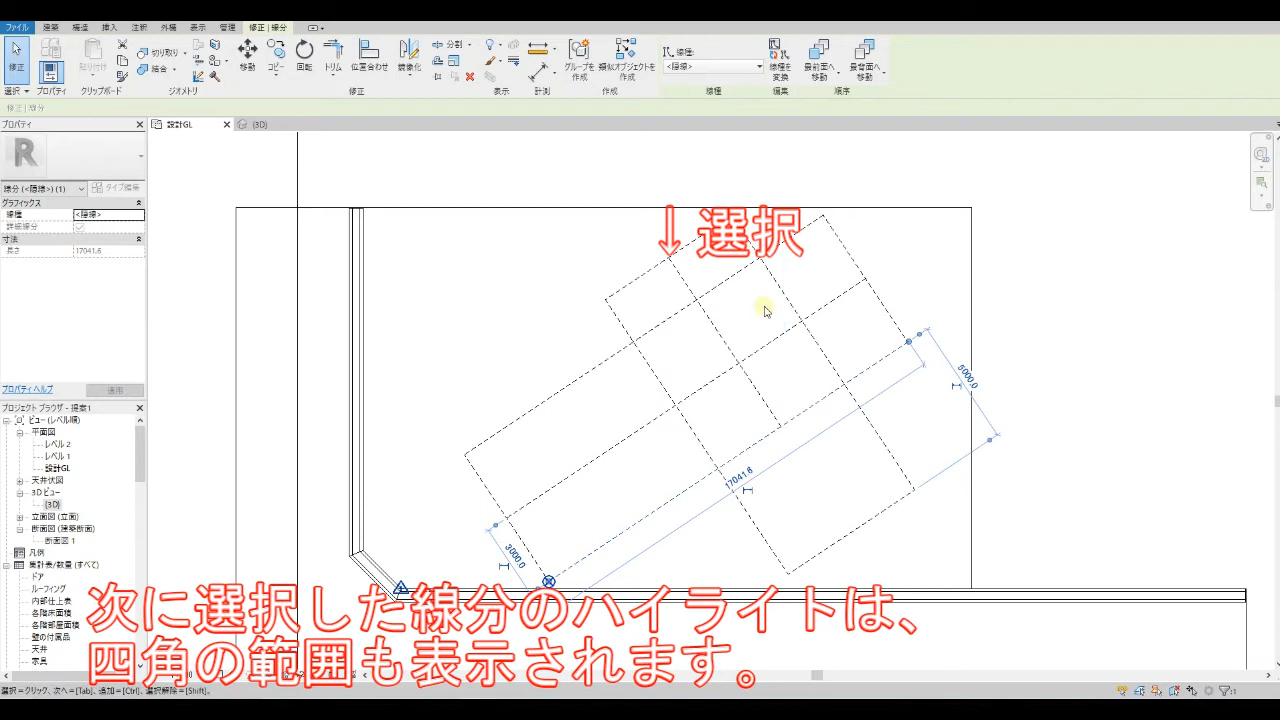 ファイル 建築 構造 挿入 注釈 外構 表示 管理 修正 | 線分
修正 貼り付け 切り取り 結合 移動 コピー 回転 トリム 位置合わせ 鏡像化 分割 グループを作成 類似オブジェクトを作成 線種: <隠線> 線種を変換 最前面へ移動 最背面へ移動
選択 プロパティ クリップボード ジオメトリ 修正 表示 計測 作成 線種 編集 順序
修正 | 線分
プロパティ
設計GL
{3D}
R
線分 (<隠線>) (1)
タイプ編集
グラフィックス
線種 <隠線>
詳細線分
寸法
長さ 17041.6
プロパティ ヘルプ
適用
プロジェクト ブラウザ - 提案1
ビュー (レベル順)
平面図
レベル 2
レベル 1
設計GL
天井伏図
3D ビュー
{3D}
立面図 (立面)
断面図 (建築断面)
断面図 1
凡例
集計表/数量 (すべて)
ドア
ルーフィング
内部仕上表
各階床面積
各階部屋面積
壁の付属品
天井
家具
↓選択
5000.0
17041.6
3000.0
次に選択した線分のハイライトは、
四角の範囲も表示されます。
選択=クリック、次へ=[Tab]、追加=[Ctrl]、選択解除=[Shift]。
:1